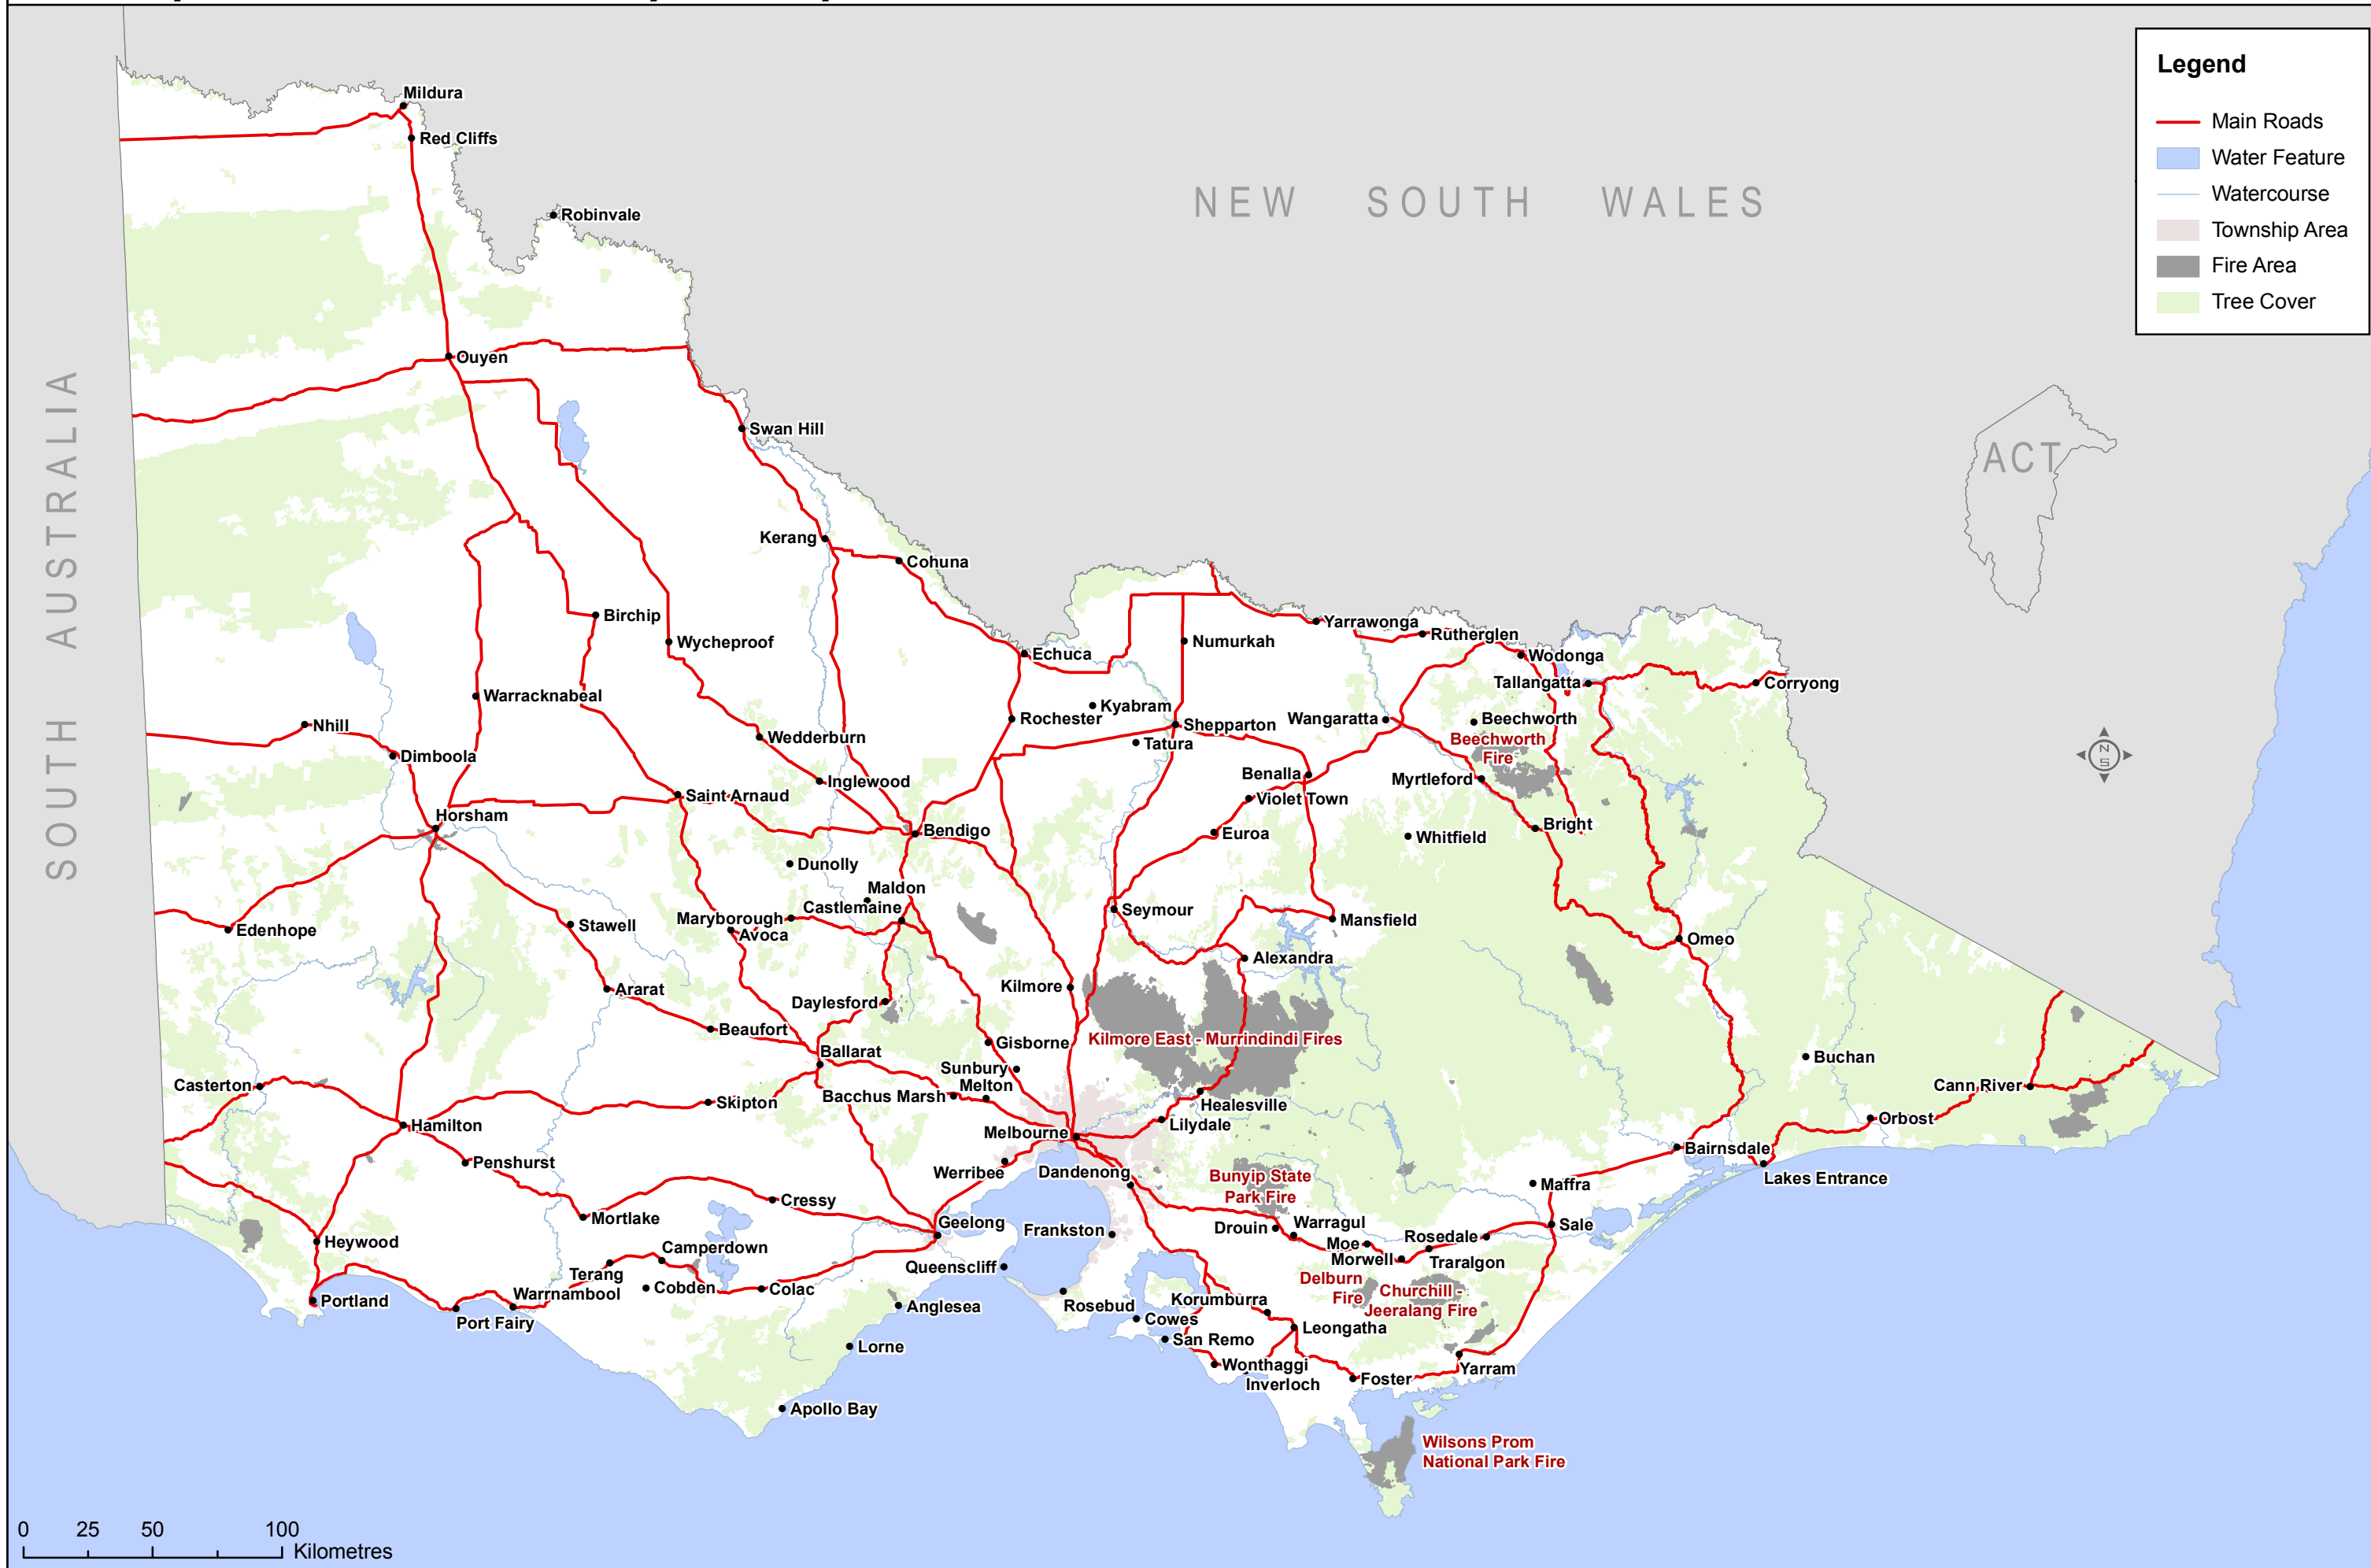 Legend
Main Roads
Water Feature
Watercourse
Township Area
Fire Area
Tree Cover
NEW SOUTH WALES
SOUTH AUSTRALIA
ACT
Mildura
Red Cliffs
Robinvale
Ouyen
Swan Hill
Kerang
Cohuna
Birchip
Wycheproof
Echuca
Numurkah
Yarrawonga
Rutherglen
Wodonga
Tallangatta
Corryong
Warracknabeal
Nhill
Dimboola
Wedderburn
Rochester
Kyabram
Shepparton
Tatura
Wangaratta
Beechworth
Beechworth
Fire
Inglewood
Saint Arnaud
Benalla
Myrtleford
Violet Town
Horsham
Bendigo
Euroa
Whitfield
Bright
Dunolly
Maldon
Castlemaine
Maryborough
Avoca
Seymour
Mansfield
Edenhope
Stawell
Omeo
Alexandra
Ararat
Daylesford
Kilmore
Beaufort
Kilmore East - Murrindindi Fires
Gisborne
Ballarat
Sunbury
Melton
Buchan
Casterton
Bacchus Marsh
Skipton
Healesville
Cann River
Hamilton
Lilydale
Orbost
Melbourne
Penshurst
Werribee
Dandenong
Bunyip State
Park Fire
Bairnsdale
Lakes Entrance
Maffra
Cressy
Mortlake
Geelong
Frankston
Drouin
Warragul
Moe
Morwell
Rosedale
Sale
Traralgon
Heywood
Camperdown
Terang
Cobden
Colac
Queenscliff
Delburn
Fire
Churchill -
Jeeralang Fire
Portland
Port Fairy
Warrnambool
Anglesea
Rosebud
Korumburra
Cowes
San Remo
Leongatha
Lorne
Wonthaggi
Inverloch
Foster
Yarram
Apollo Bay
Wilsons Prom
National Park Fire
N
S
0 25 50 100
Kilometres